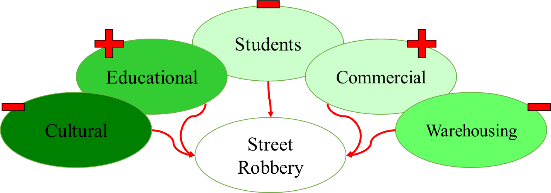 Students
Educational
Commercial
Cultural
Street
Robbery
Warehousing